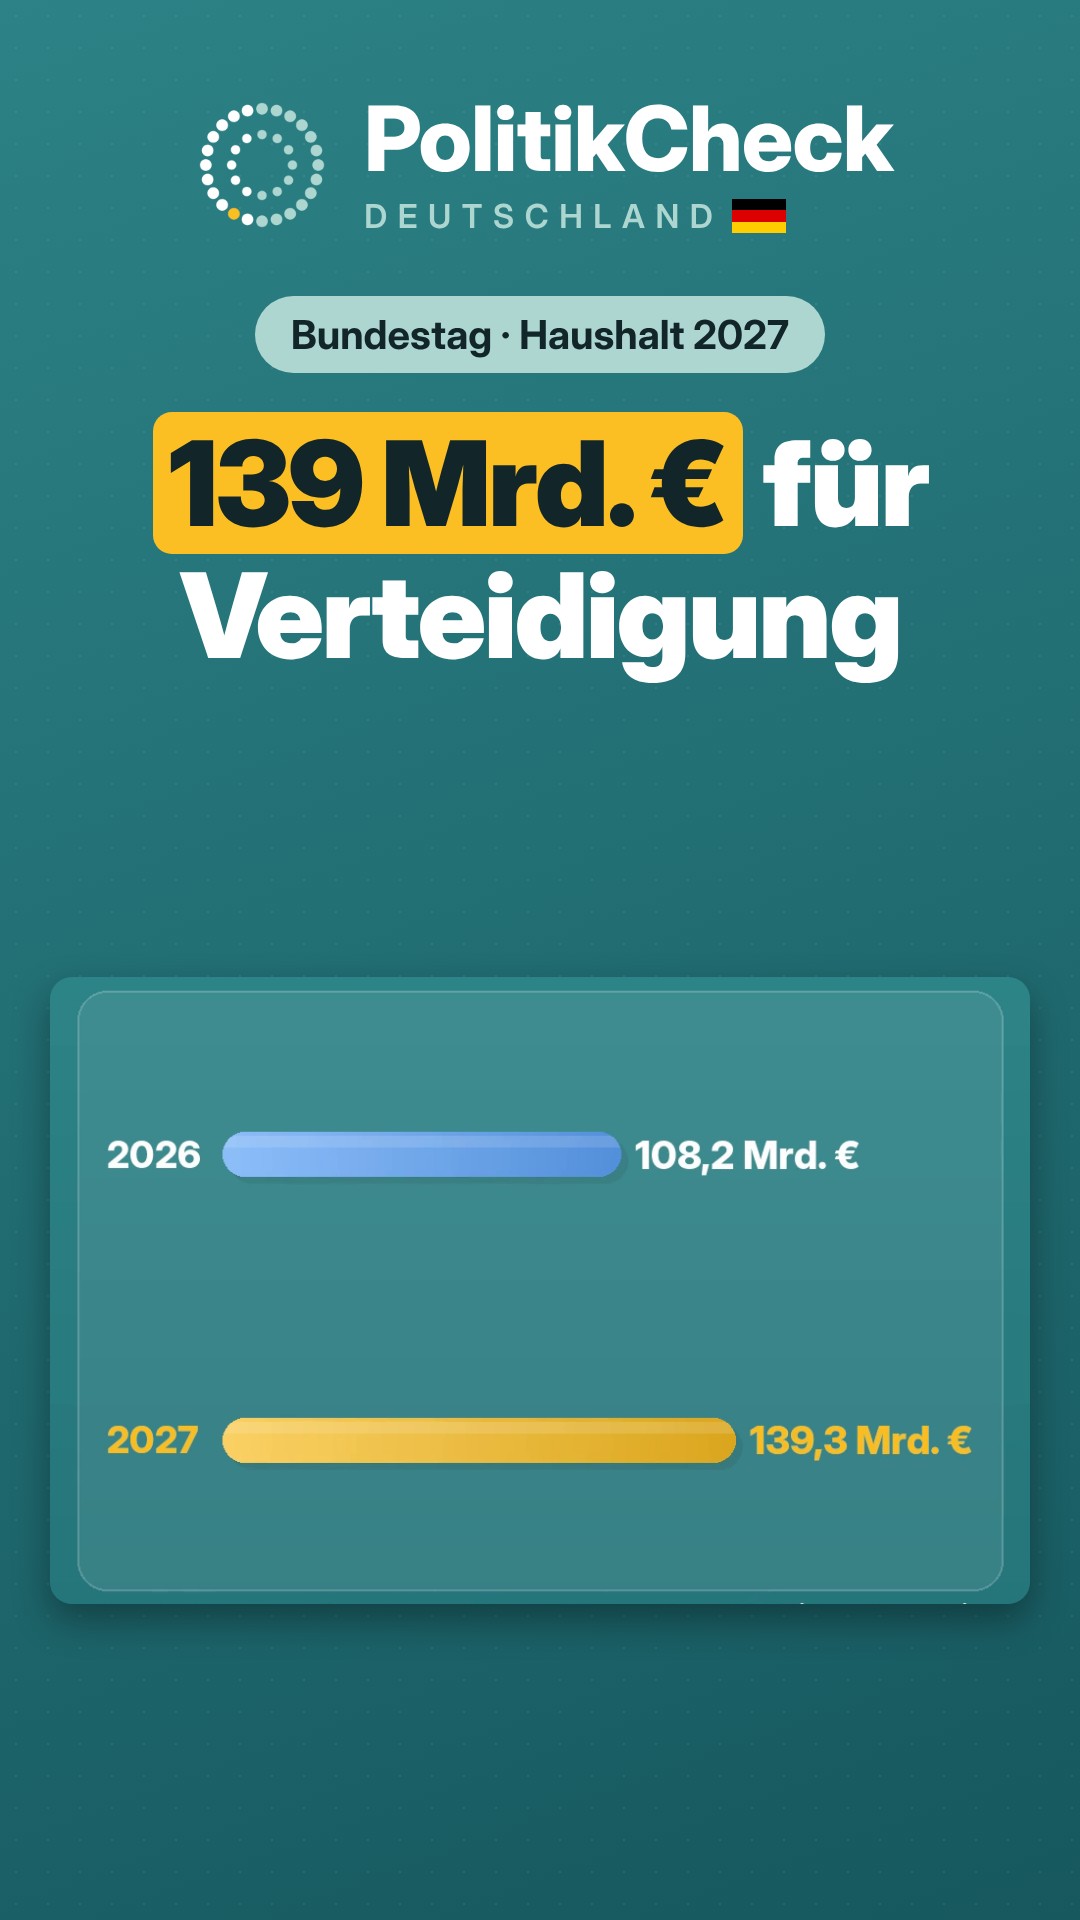 PolitikCheck
DEUTSCHLAND
Bundestag · Haushalt 2027
139 Mrd. € für
Verteidigung
2026 108,2 Mrd. €
2027 139,3 Mrd. €